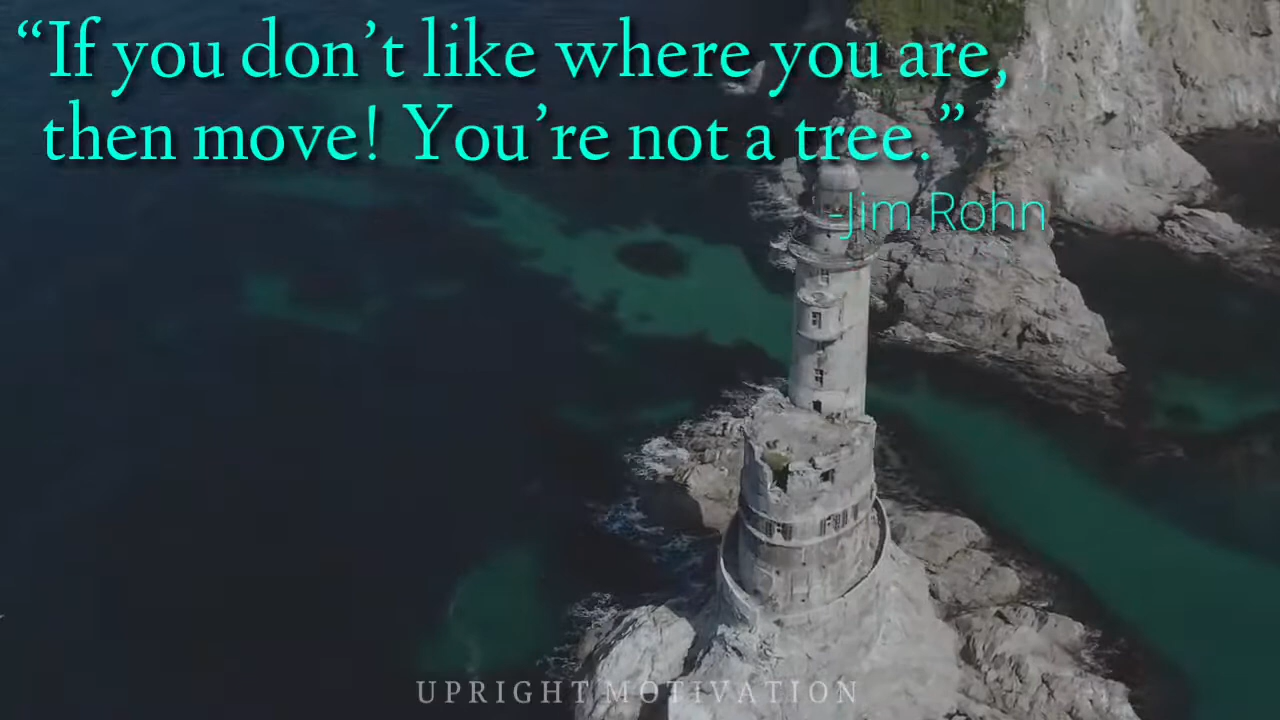 “If you don’t like where you are,
then move! You’re not a tree.”
-Jim Rohn
UPRIGHT MOTIVATION